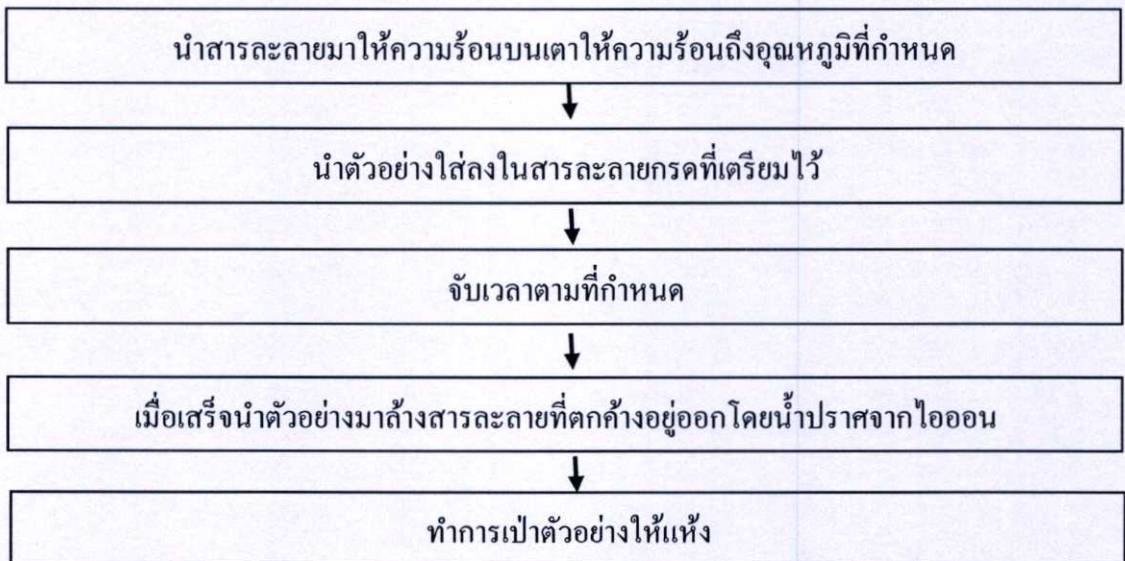 นำสารละลายมาให้ความร้อนบนเตาให้ความร้อนถึงอุณหภูมิที่กำหนด
นำตัวอย่างใส่ลงในสารละลายกรดที่เตรียมไว้
จับเวลาตามที่กำหนด
เมื่อเสร็จนำตัวอย่างมาล้างสารละลายที่ตกค้างอยู่ออกโดยน้ำปราศจากไอออน
ทำการเป่าตัวอย่างให้แห้ง